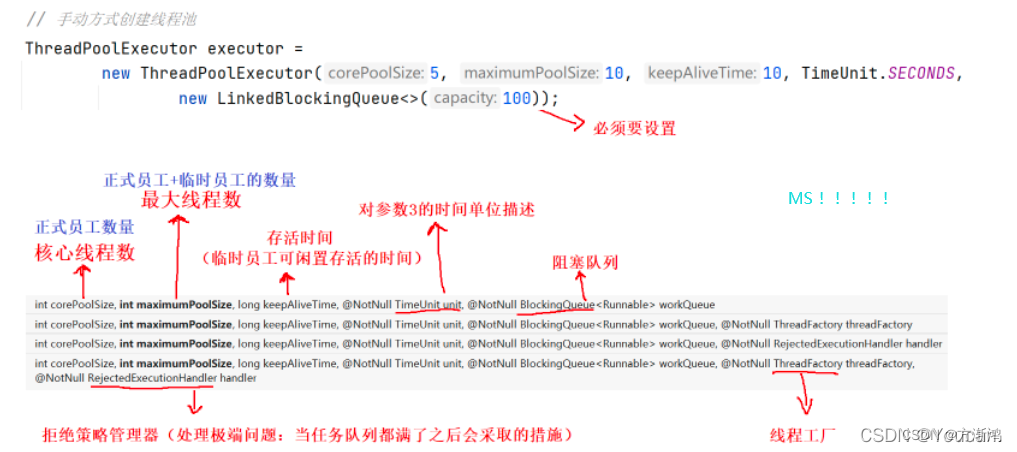 // 手动方式创建线程池
ThreadPoolExecutor executor =
new ThreadPoolExecutor( corePoolSize: 5, maximumPoolSize: 10, keepAliveTime: 10, TimeUnit.SECONDS,
new LinkedBlockingQueue<>( capacity: 100));
必须要设置
正式员工+临时员工的数量
最大线程数
MS！！！！！
对参数3的时间单位描述
正式员工数量
核心线程数
存活时间
（临时员工可闲置存活的时间）
阻塞队列
int corePoolSize, int maximumPoolSize, long keepAliveTime, @NotNull TimeUnit unit, @NotNull BlockingQueue<Runnable> workQueue
int corePoolSize, int maximumPoolSize, long keepAliveTime, @NotNull TimeUnit unit, @NotNull BlockingQueue<Runnable> workQueue, @NotNull ThreadFactory threadFactory
int corePoolSize, int maximumPoolSize, long keepAliveTime, @NotNull TimeUnit unit, @NotNull BlockingQueue<Runnable> workQueue, @NotNull RejectedExecutionHandler handler
int corePoolSize, int maximumPoolSize, long keepAliveTime, @NotNull TimeUnit unit, @NotNull BlockingQueue<Runnable> workQueue, @NotNull ThreadFactory threadFactory,
@NotNull RejectedExecutionHandler handler
拒绝策略管理器（处理极端问题：当任务队列都满了之后会采取的措施）
线程工厂